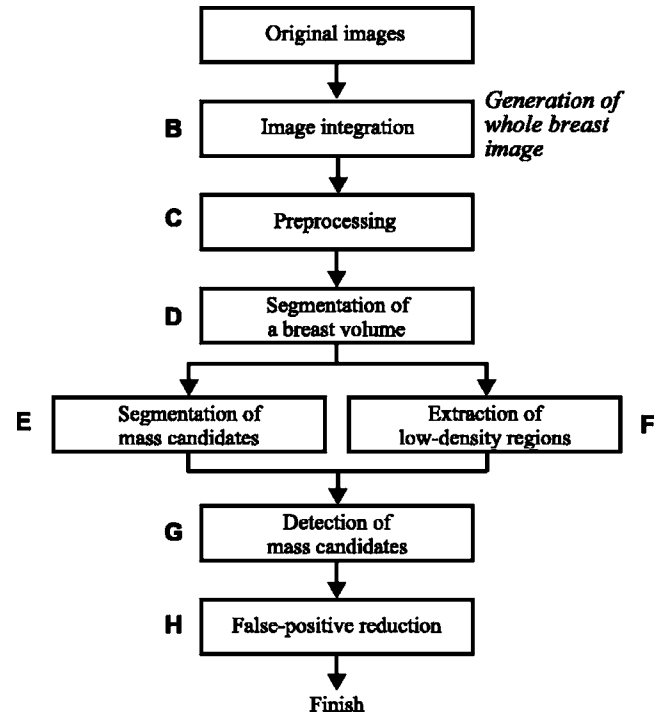 Original images
B
Image integration
Generation of
whole breast
image
C
Preprocessing
D
Segmentation of
a breast volume
E
Segmentation of
mass candidates
Extraction of
low-density regions
F
G
Detection of
mass candidates
H
False-positive reduction
Finish